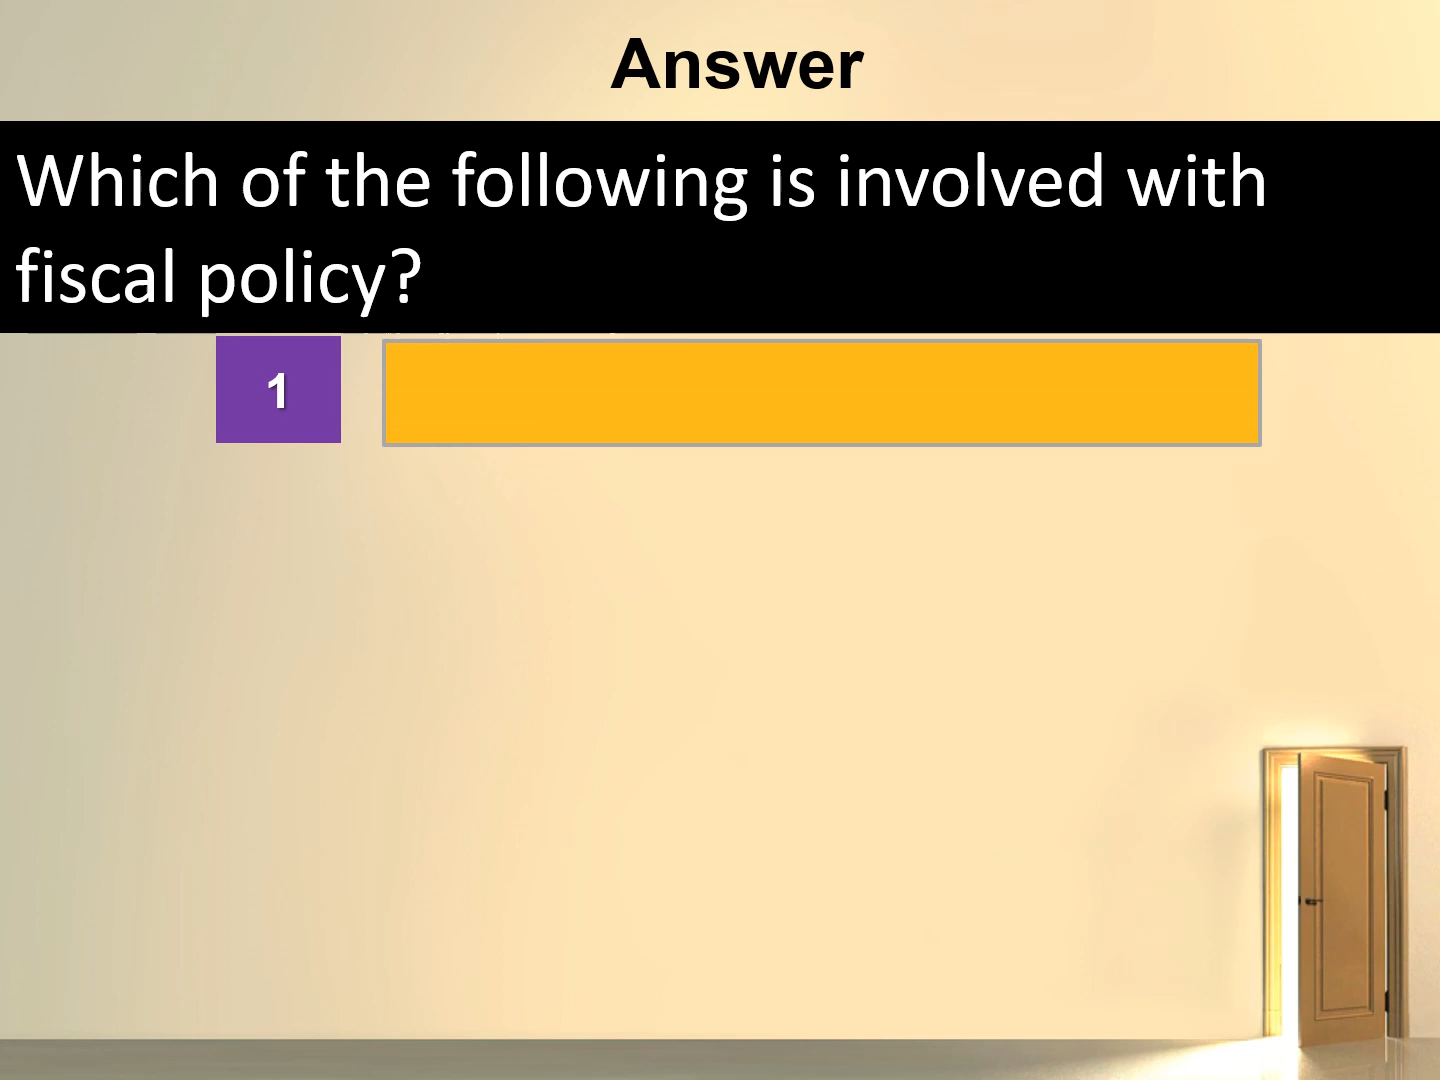 Answer
Which of the following is involved with
fiscal policy?
1